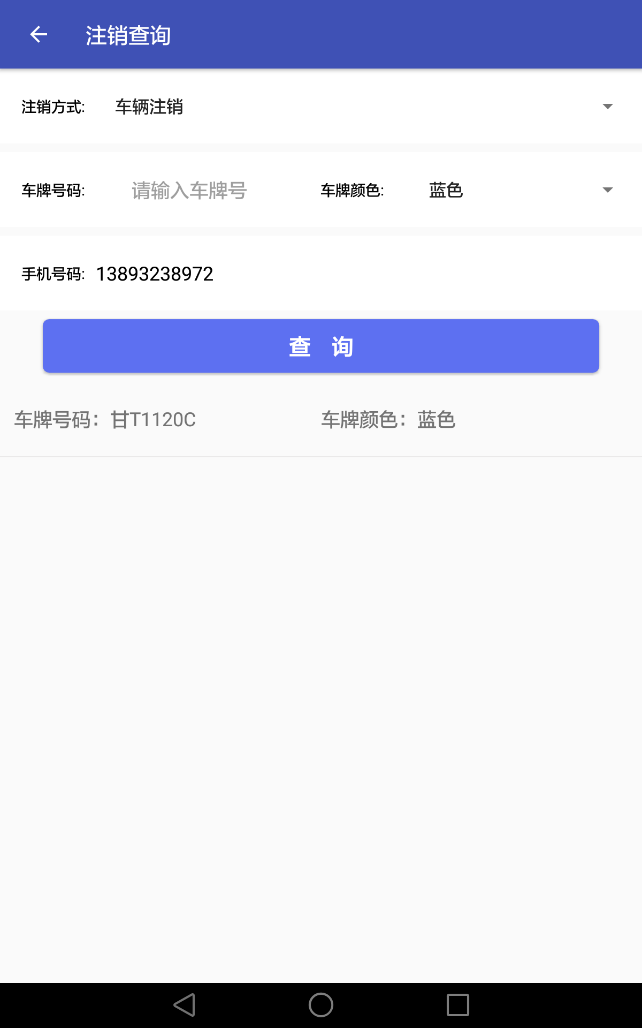 注销查询
注销方式: 车辆注销
车牌号码: 请输入车牌号 车牌颜色: 蓝色
手机号码: 13893238972
查 询
车牌号码：甘T1120C 车牌颜色：蓝色